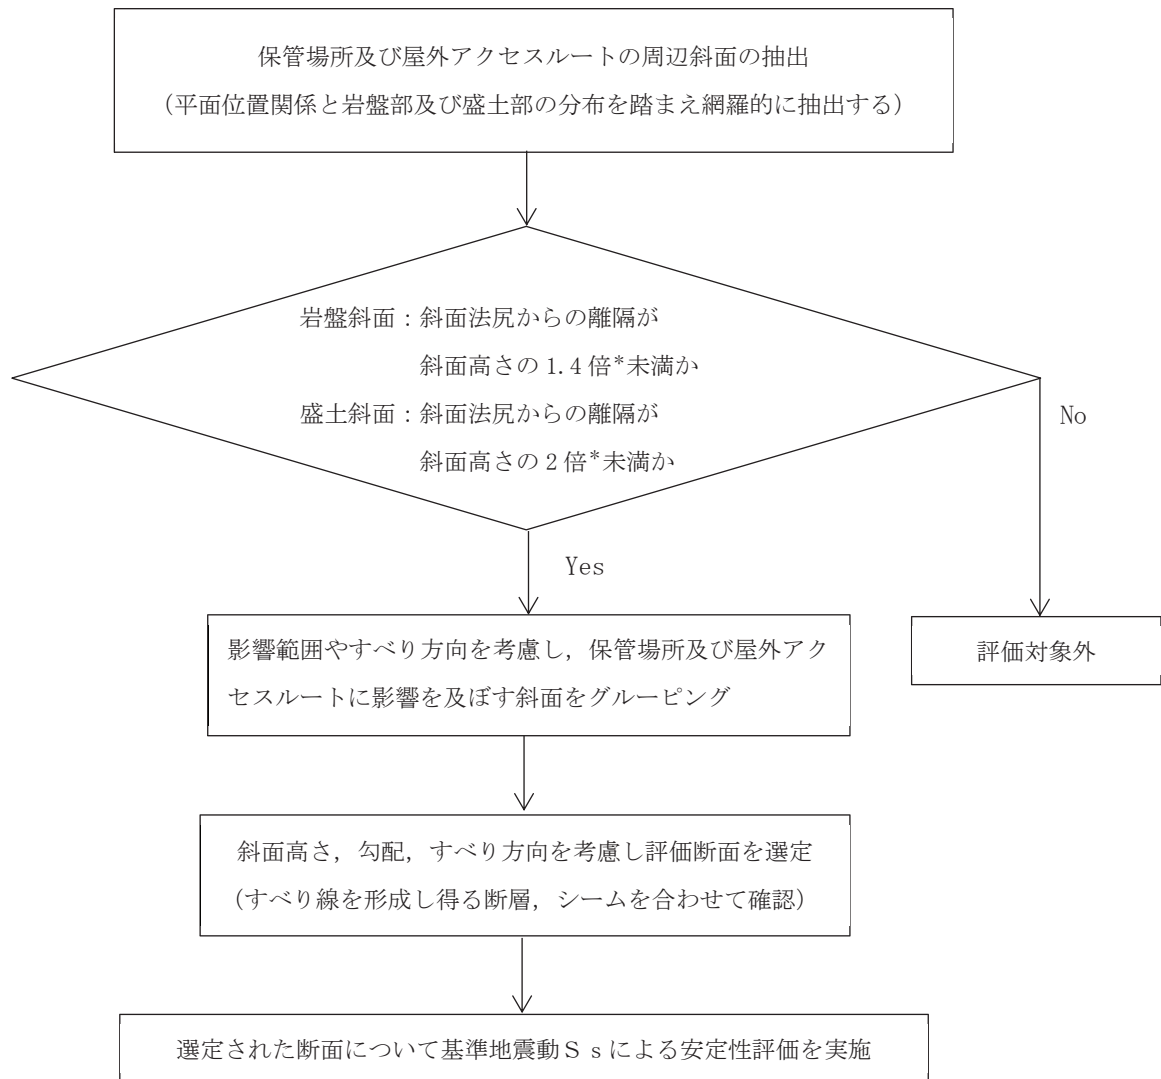 保管場所及び屋外アクセスルートの周辺斜面の抽出
（平面位置関係と岩盤部及び盛土部の分布を踏まえ網羅的に抽出する）
岩盤斜面：斜面法尻からの離隔が
斜面高さの1.4倍*未満か
盛土斜面：斜面法尻からの離隔が
斜面高さの2倍*未満か
No
Yes
影響範囲やすべり方向を考慮し，保管場所及び屋外アク
セスルートに影響を及ぼす斜面をグルーピング
評価対象外
斜面高さ，勾配，すべり方向を考慮し評価断面を選定
（すべり線を形成し得る断層，シームを合わせて確認）
選定された断面について基準地震動Ｓｓによる安定性評価を実施